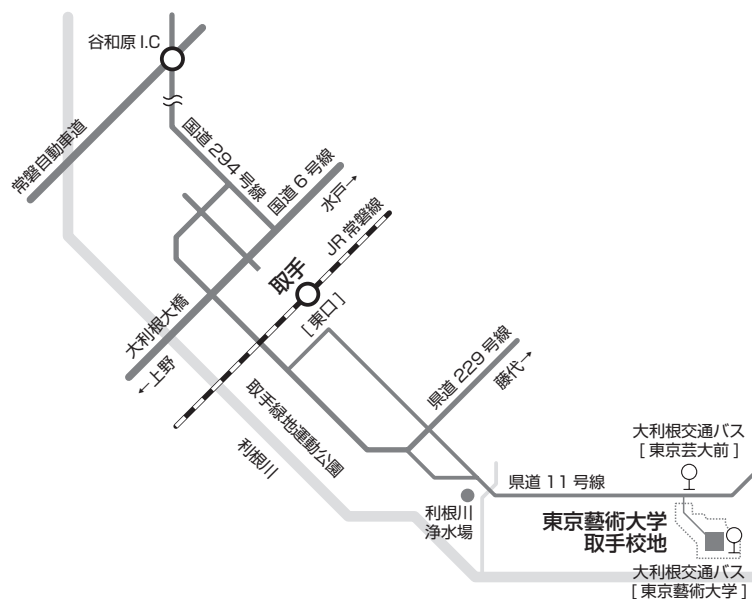 谷和原 I.C
常磐自動車道
国道 294 号線
国道 6 号線
水戸→
JR 常磐線
取手
[ 東口 ]
大利根大橋
←上野
県道 229 号線
藤代→
取手緑地運動公園
利根川
大利根交通バス
[ 東京芸大前 ]
県道 11 号線
利根川
浄水場
東京藝術大学
取手校地
大利根交通バス
[ 東京藝術大学 ]